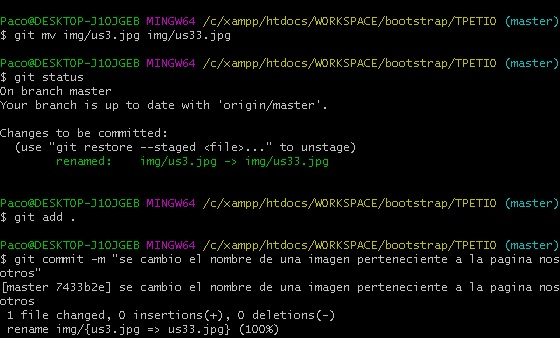 Paco@DESKTOP-J1OJGEB MINGW64 /c/xampp/htdocs/WORKSPACE/bootstrap/TPETIO (master)
$ git mv img/us3.jpg img/us33.jpg
Paco@DESKTOP-J1OJGEB MINGW64 /c/xampp/htdocs/WORKSPACE/bootstrap/TPETIO (master)
$ git status
On branch master
Your branch is up to date with 'origin/master'.
Changes to be committed:
  (use "git restore --staged <file>..." to unstage)
        renamed:    img/us3.jpg -> img/us33.jpg
Paco@DESKTOP-J1OJGEB MINGW64 /c/xampp/htdocs/WORKSPACE/bootstrap/TPETIO (master)
$ git add .
Paco@DESKTOP-J1OJGEB MINGW64 /c/xampp/htdocs/WORKSPACE/bootstrap/TPETIO (master)
$ git commit -m "se cambio el nombre de una imagen perteneciente a la pagina nos
otros"
[master 7433b2e] se cambio el nombre de una imagen perteneciente a la pagina nos
otros
 1 file changed, 0 insertions(+), 0 deletions(-)
 rename img/{us3.jpg => us33.jpg} (100%)